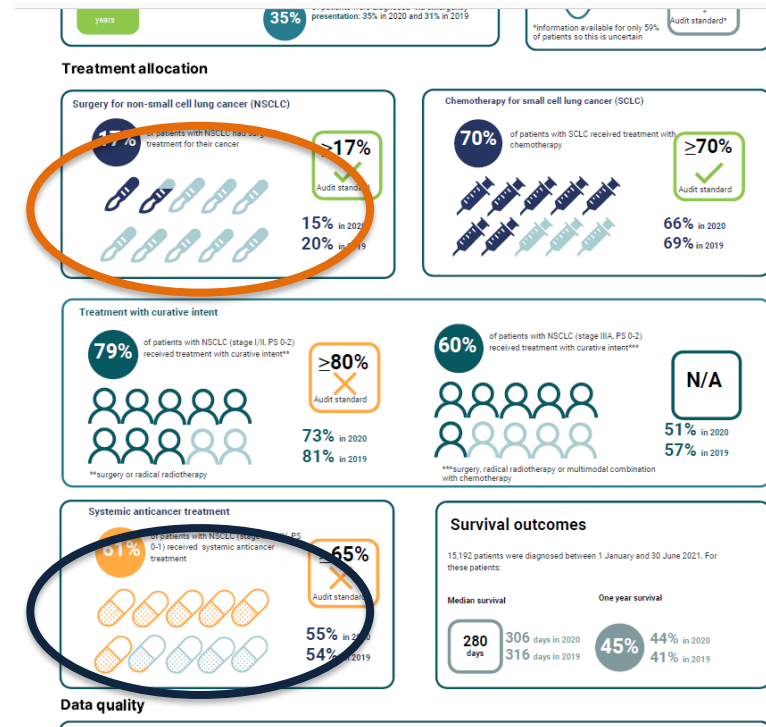 years
35%
presentation: 35% in 2020 and 31% in 2019
*information available for only 59%
of patients so this is uncertain
Audit standard*
Treatment allocation
Surgery for non-small cell lung cancer (NSCLC)
17%
of patients with NSCLC had surg
treatment for their cancer
≥17%
Audit standard
15% in 2020
20% in 2019
Chemotherapy for small cell lung cancer (SCLC)
70%
of patients with SCLC received treatment with
chemotherapy
≥70%
Audit standard
66% in 2020
69% in 2019
Treatment with curative intent
79%
of patients with NSCLC (stage I/II, PS 0-2)
received treatment with curative intent**
≥80%
Audit standard
73% in 2020
81% in 2019
**surgery or radical radiotherapy
60%
of patients with NSCLC (stage IIIA, PS 0-2)
received treatment with curative intent***
N/A
51% in 2020
57% in 2019
***surgery, radical radiotherapy or multimodal combination
with chemotherapy
Systemic anticancer treatment
61%
of patients with NSCLC (stage PS
0-1) received systemic anticancer
treatment
≥65%
Audit standard
55% in 2020
54% in 2019
Survival outcomes
15,192 patients were diagnosed between 1 January and 30 June 2021. For
these patients:
Median survival
280
days
306 days in 2020
316 days in 2019
One year survival
45%
44% in 2020
41% in 2019
Data quality